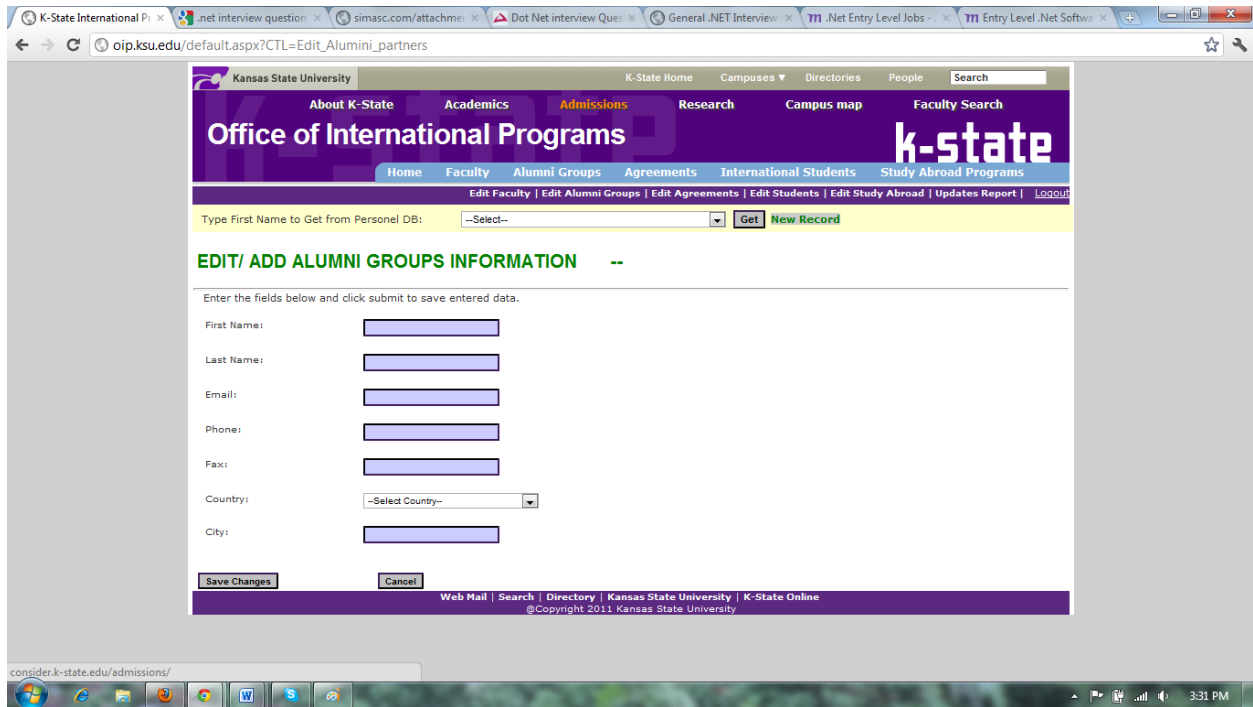 K-State International Pr
.net interview question
simasc.com/attachmer
Dot Net interview Ques
General .NET Interview
.Net Entry Level Jobs -
Entry Level .Net Softwa
oip.ksu.edu/default.aspx?CTL=Edit_Alumini_partners
Kansas State University K-State Home Campuses ▼ Directories People Search
About K-State Academics Admissions Research Campus map Faculty Search
Office of International Programs
k-state
Home Faculty Alumni Groups Agreements International Students Study Abroad Programs
Edit Faculty | Edit Alumni Groups | Edit Agreements | Edit Students | Edit Study Abroad | Updates Report | Logout
Type First Name to Get from Personel DB: --Select-- Get New Record
EDIT/ ADD ALUMNI GROUPS INFORMATION --
Enter the fields below and click submit to save entered data.
First Name:
Last Name:
Email:
Phone:
Fax:
Country: --Select Country--
City:
Save Changes Cancel
Web Mail | Search | Directory | Kansas State University | K-State Online
@Copyright 2011 Kansas State University
consider.k-state.edu/admissions/
3:31 PM